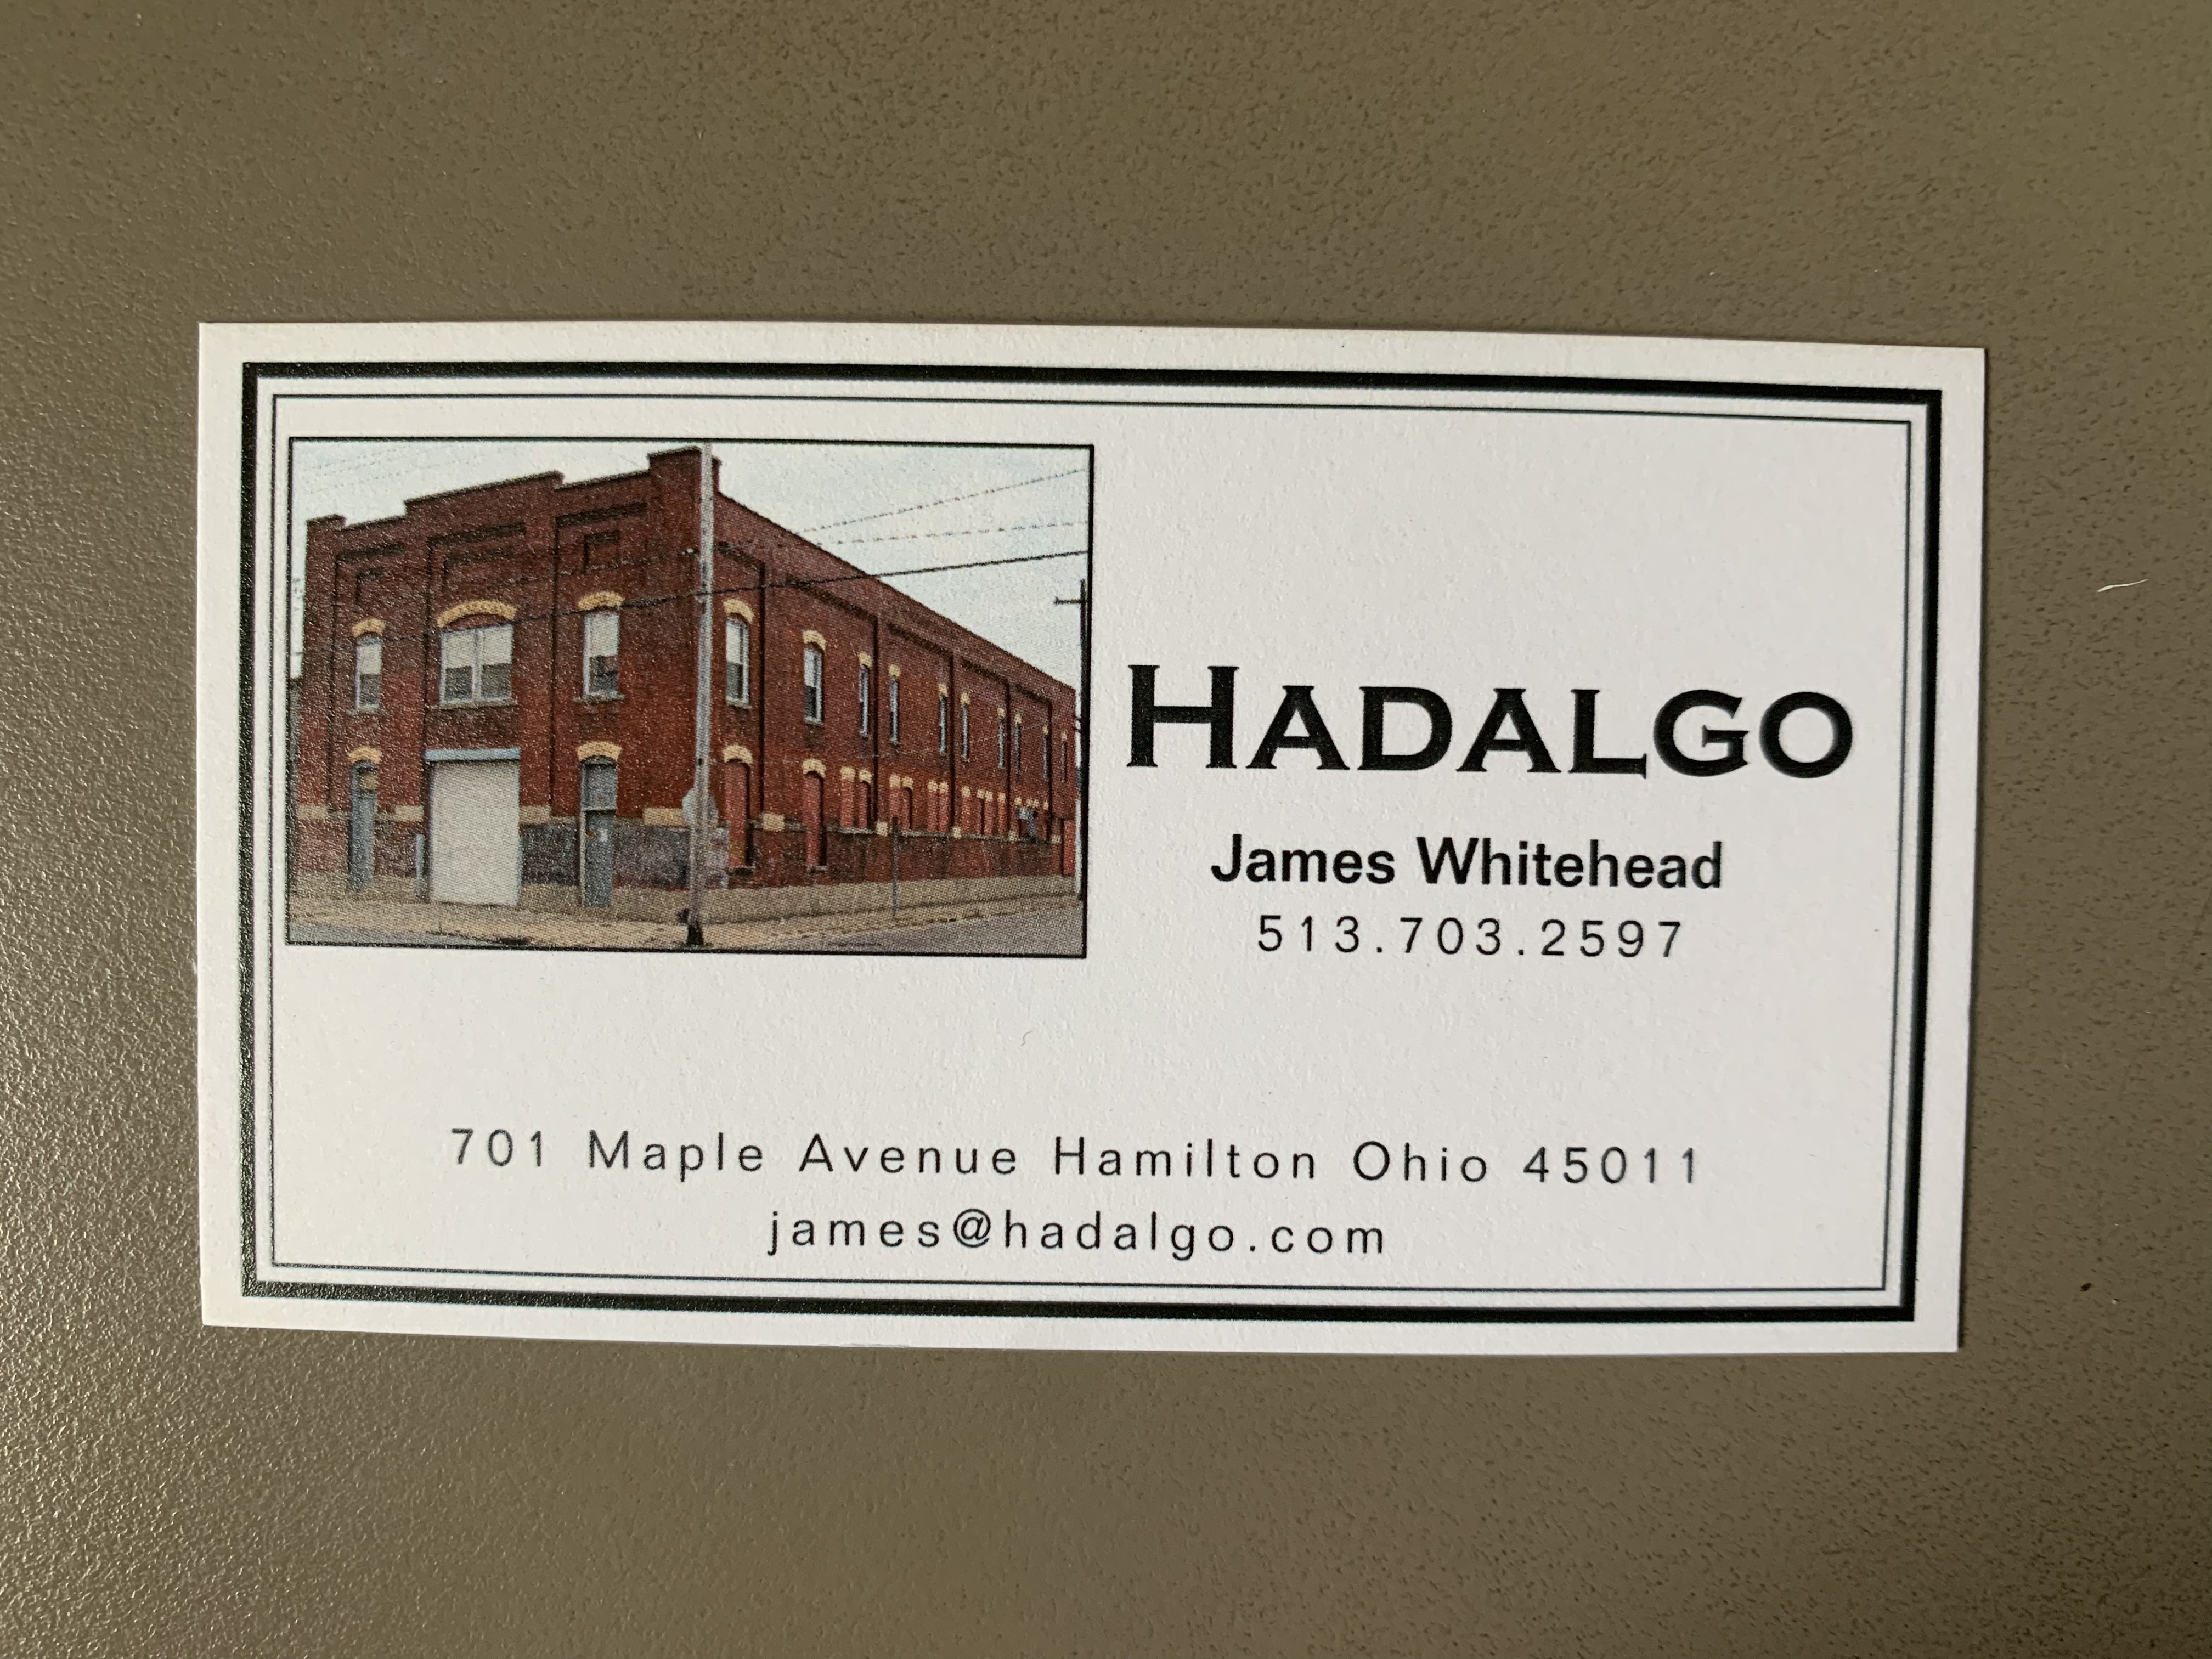 HADALGO
James Whitehead
513.703.2597
701 Maple Avenue Hamilton Ohio 45011
james@hadalgo.com